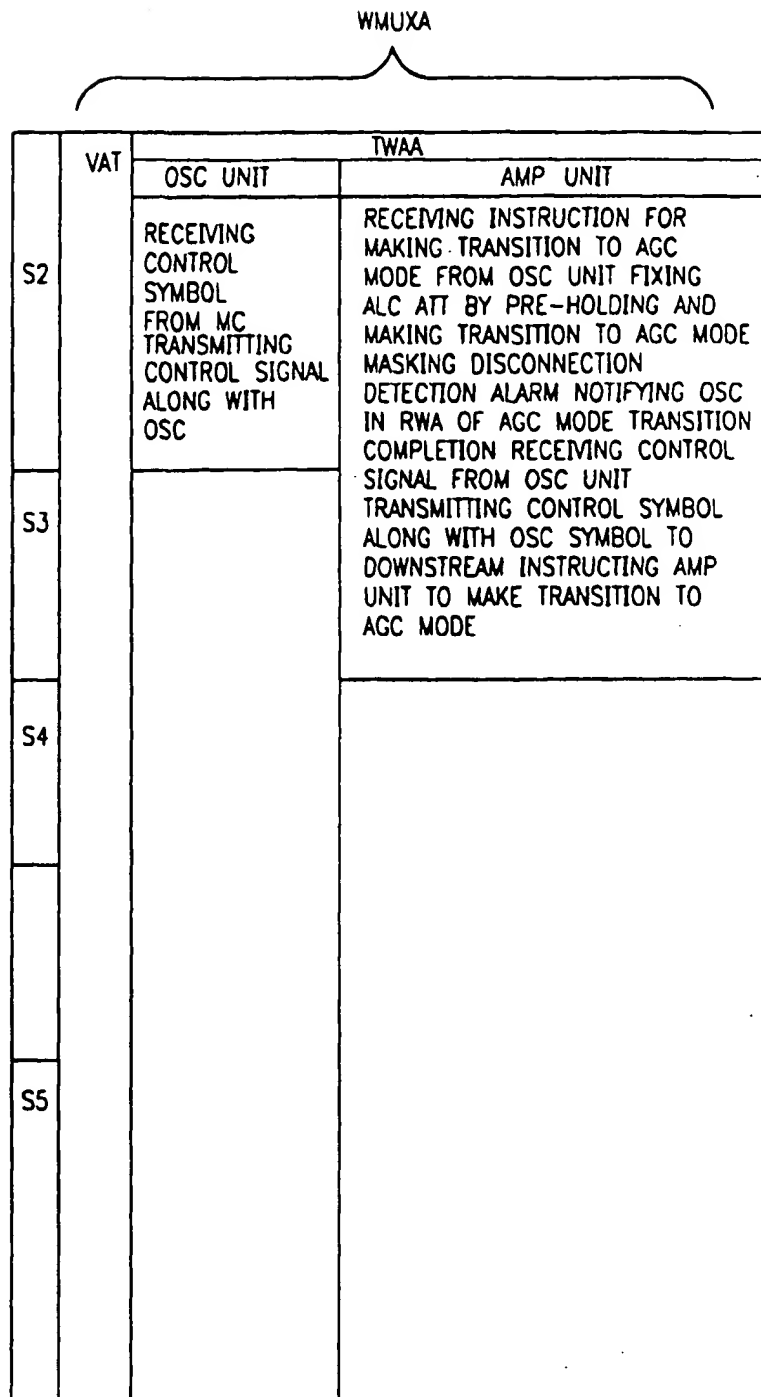 WMUXA
VAT
TWAA
OSC UNIT
AMP UNIT
S2
RECEIVING
CONTROL
SYMBOL
FROM MC
TRANSMITTING
CONTROL SIGNAL
ALONG WITH
OSC
RECEIVING INSTRUCTION FOR
MAKING TRANSITION TO AGC
MODE FROM OSC UNIT FIXING
ALC ATT BY PRE-HOLDING AND
MAKING TRANSITION TO AGC MODE
MASKING DISCONNECTION
DETECTION ALARM NOTIFYING OSC
IN RWA OF AGC MODE TRANSITION
COMPLETION RECEIVING CONTROL
SIGNAL FROM OSC UNIT
TRANSMITTING CONTROL SYMBOL
ALONG WITH OSC SYMBOL TO
DOWNSTREAM INSTRUCTING AMP
UNIT TO MAKE TRANSITION TO
AGC MODE
S3
S4
S5